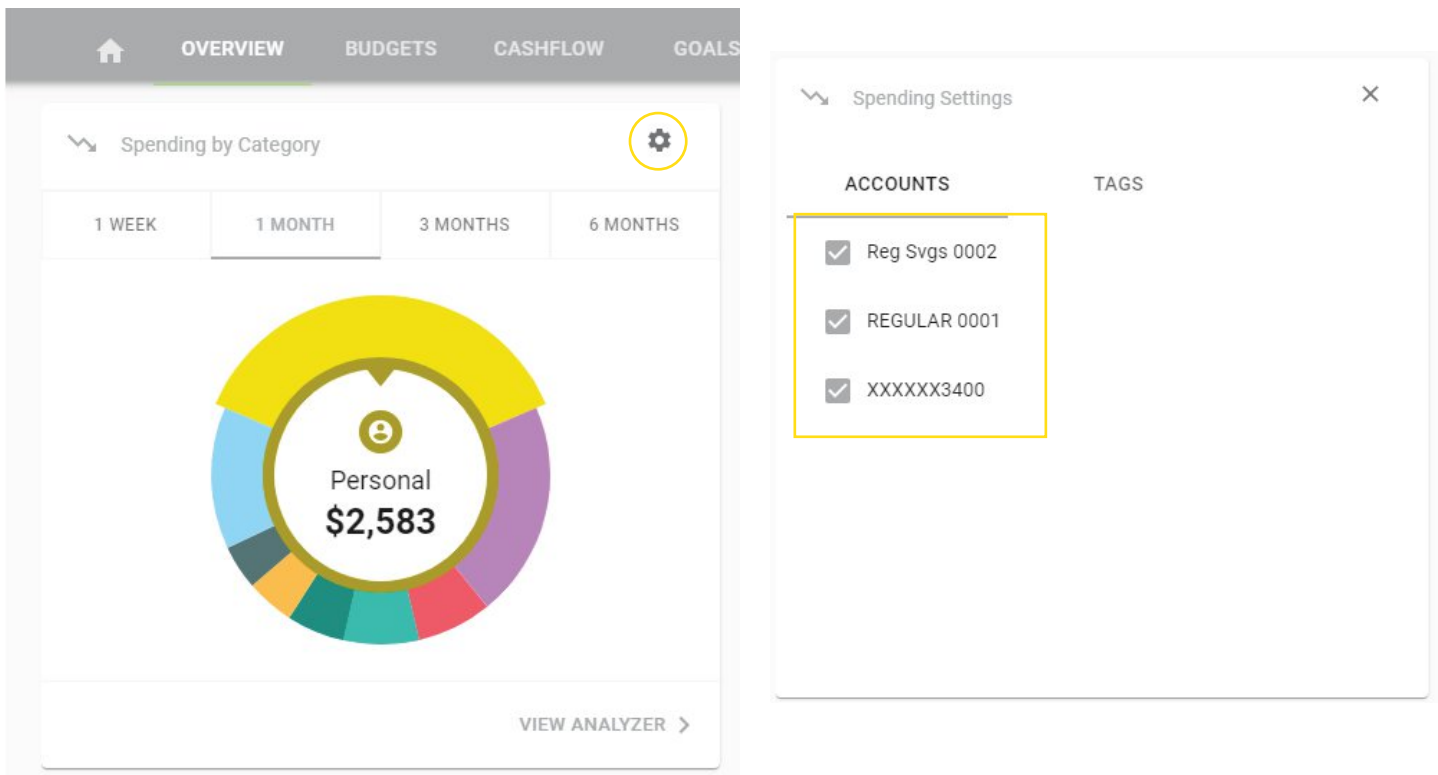 OVERVIEW BUDGETS CASHFLOW GOALS
Spending by Category
1 WEEK 1 MONTH 3 MONTHS 6 MONTHS
Personal
$2,583
VIEW ANALYZER
Spending Settings
ACCOUNTS TAGS
Reg Svgs 0002
REGULAR 0001
XXXXXX3400